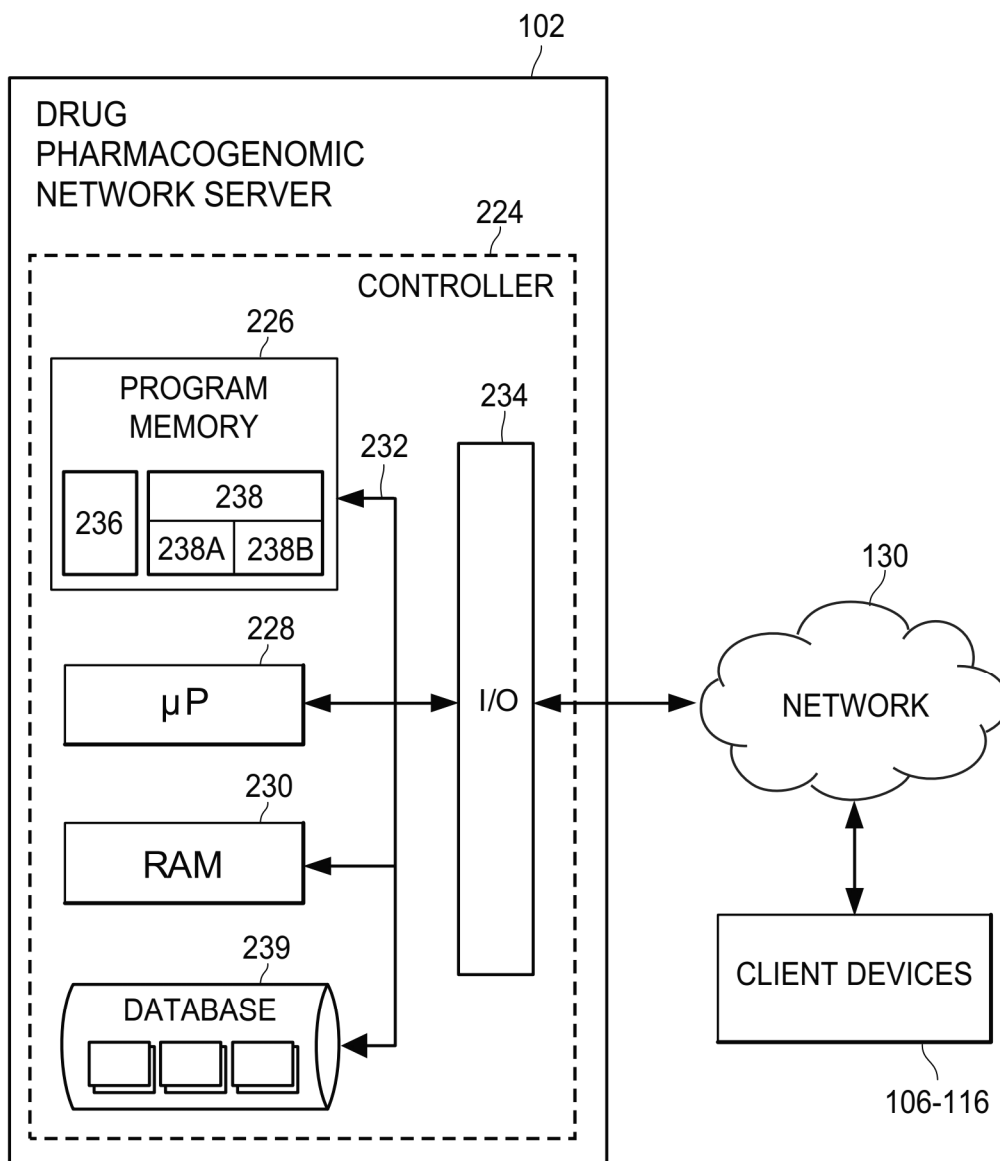 102
DRUG
PHARMACOGENOMIC
NETWORK SERVER
224
CONTROLLER
226
PROGRAM
MEMORY
236
238
238A
238B
232
234
I/O
228
µP
230
RAM
239
DATABASE
130
NETWORK
CLIENT DEVICES
106-116